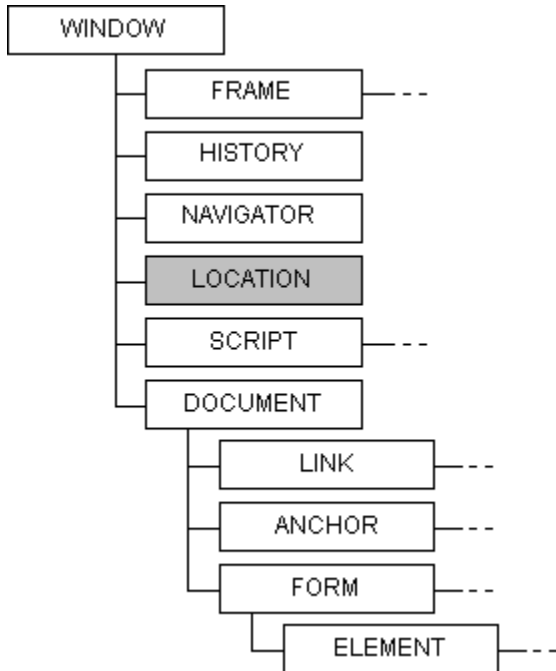 WINDOW
FRAME
HISTORY
NAVIGATOR
LOCATION
SCRIPT
DOCUMENT
LINK
ANCHOR
FORM
ELEMENT